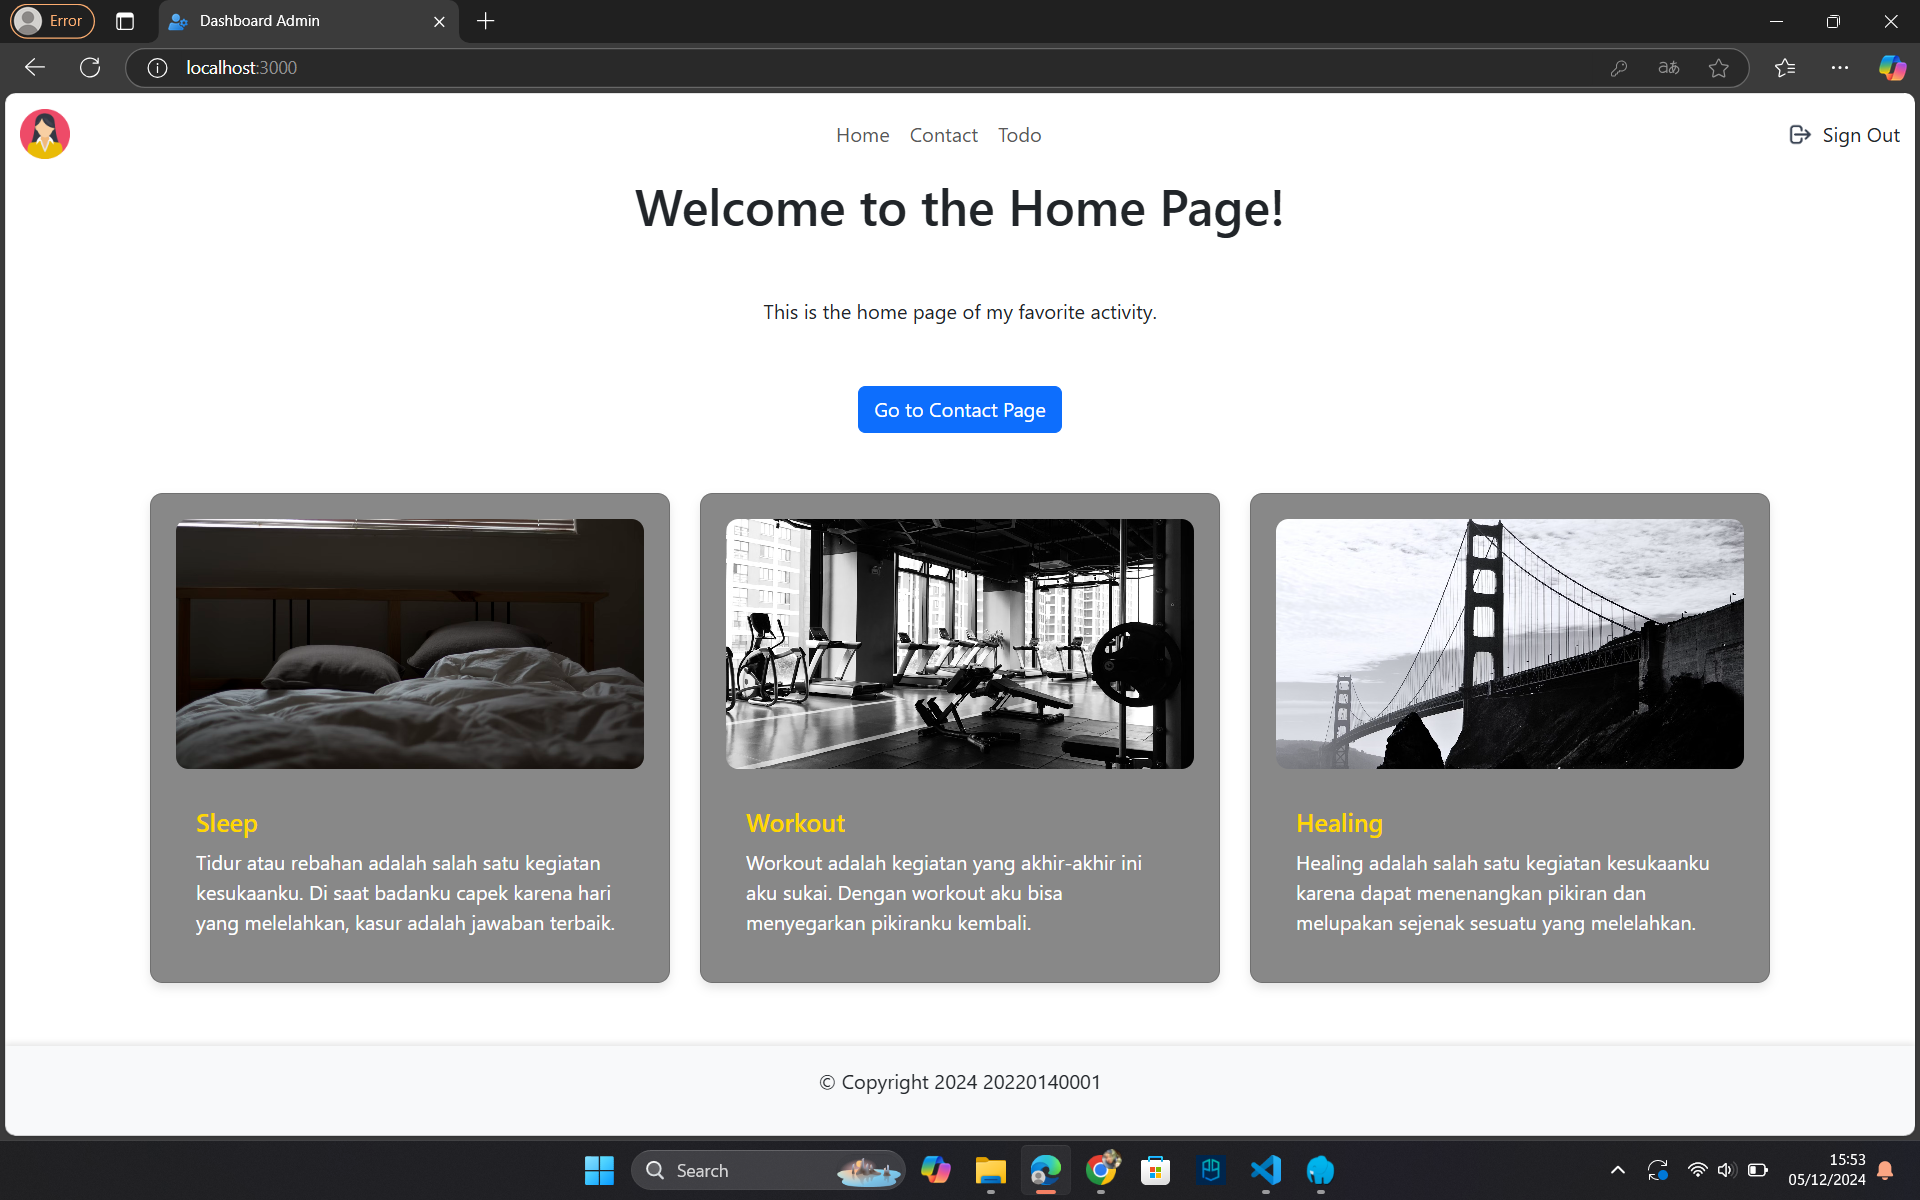 Error
Dashboard Admin
localhost:3000
aあ
Home Contact Todo
Sign Out
Welcome to the Home Page!
This is the home page of my favorite activity.
Go to Contact Page
Sleep
Tidur atau rebahan adalah salah satu kegiatan
kesukaanku. Di saat badanku capek karena hari
yang melelahkan, kasur adalah jawaban terbaik.
Workout
Workout adalah kegiatan yang akhir-akhir ini
aku sukai. Dengan workout aku bisa
menyegarkan pikiranku kembali.
Healing
Healing adalah salah satu kegiatan kesukaanku
karena dapat menenangkan pikiran dan
melupakan sejenak sesuatu yang melelahkan.
© Copyright 2024 20220140001
Search
15:53
05/12/2024